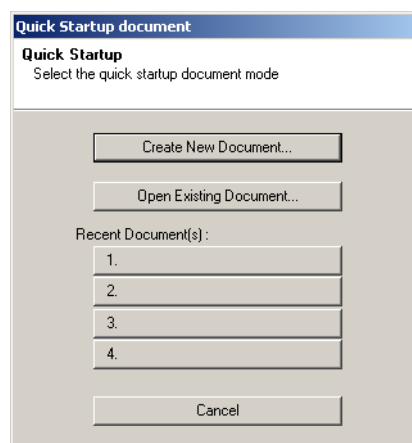 Quick Startup document
Quick Startup
Select the quick startup document mode
Create New Document...
Open Existing Document...
Recent Document(s) :
1.
2.
3.
4.
Cancel